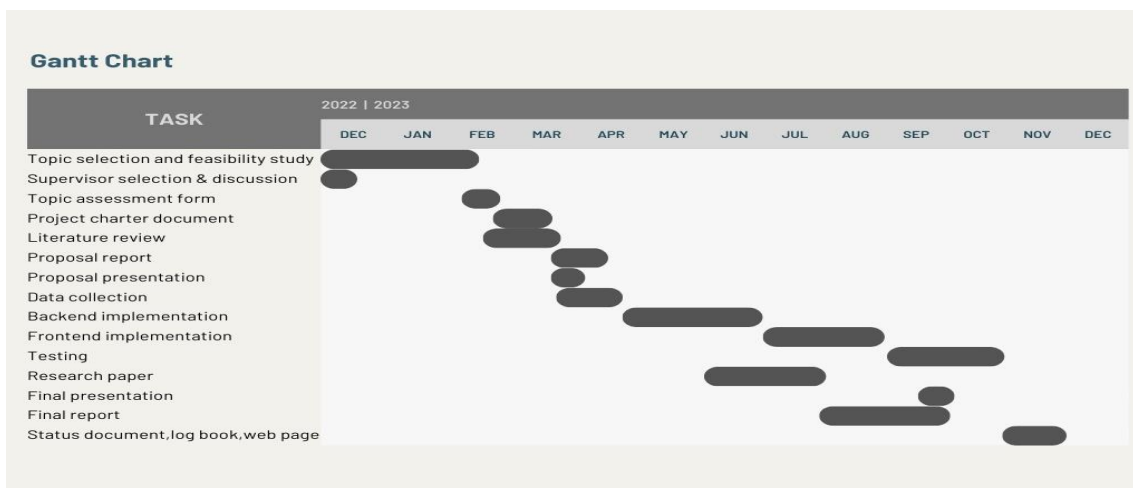 Gantt Chart
TASK
2022 | 2023
DEC JAN FEB MAR APR MAY JUN JUL AUG SEP OCT NOV DEC
Topic selection and feasibility study
Supervisor selection & discussion
Topic assessment form
Project charter document
Literature review
Proposal report
Proposal presentation
Data collection
Backend implementation
Frontend implementation
Testing
Research paper
Final presentation
Final report
Status document,log book,web page